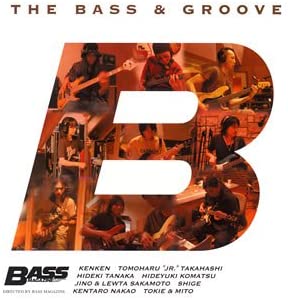 THE BASS & GROOVE
B
BASS
MAGAZINE
DIRECTED BY BASS MAGAZINE
KENKEN TOMOHARU "JR." TAKAHASHI
HIDEKI TANAKA HIDEYUKI KOMATSU
JINO & LEWTA SAKAMOTO SHIGE
KENTARO NAKAO TOKIE & MITO